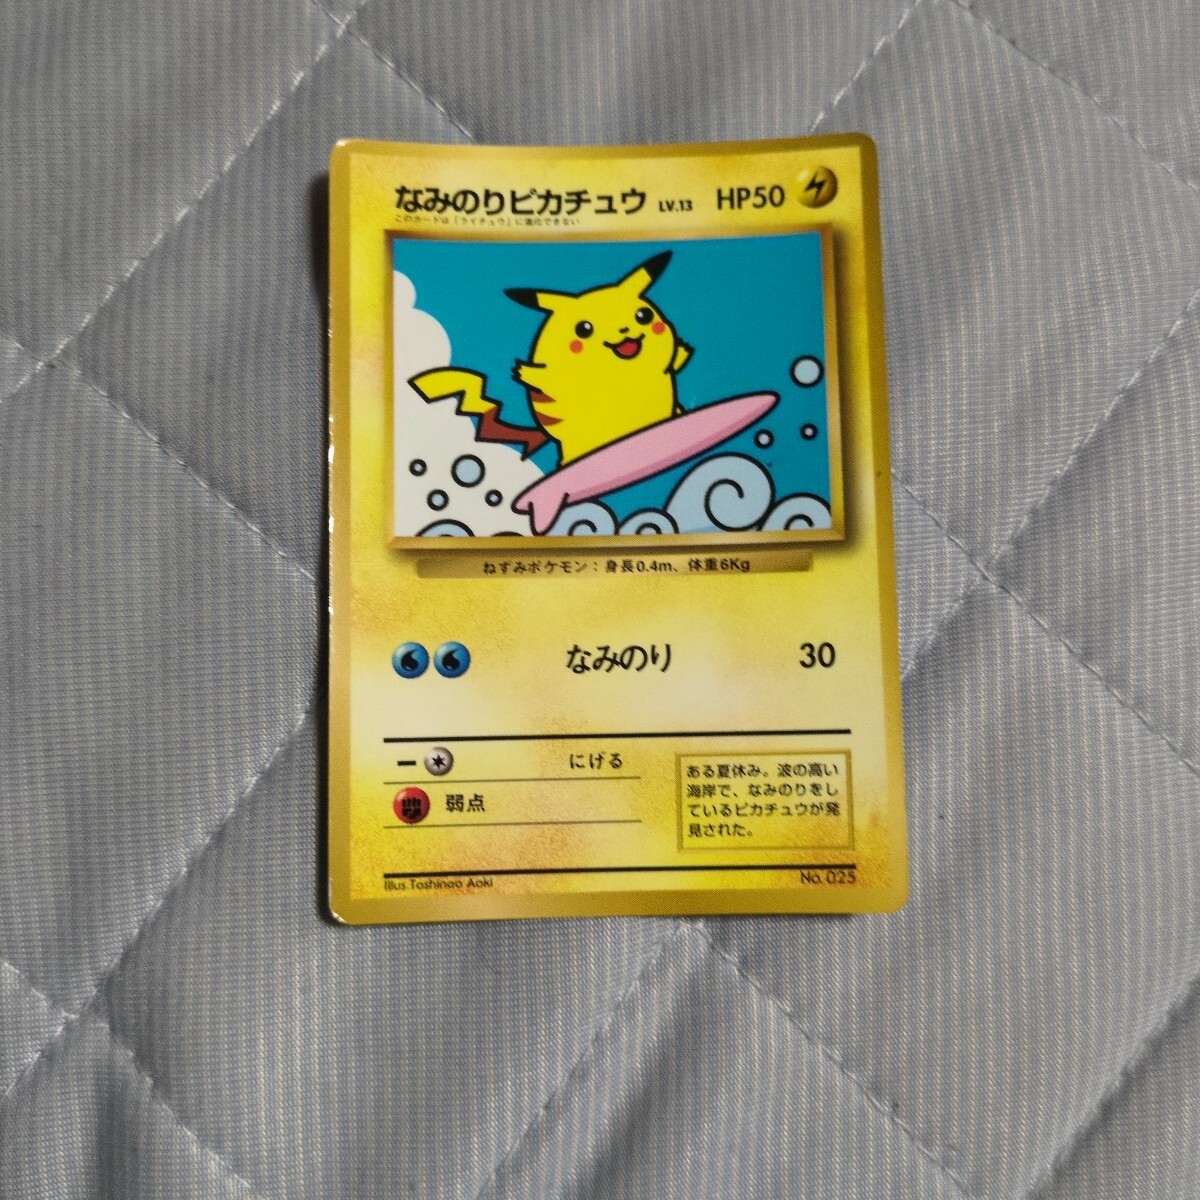 なみのりピカチュウ LV.13 HP50
このカードは「ライチュウ」に進化できない
ねずみポケモン：身長0.4m、体重6Kg
なみのり 30
ー にげる
弱点
ある夏休み。波の高い
海岸で、なみのりをし
ているピカチュウが発
見された。
Illus.Toshinao Aoki
No. 025